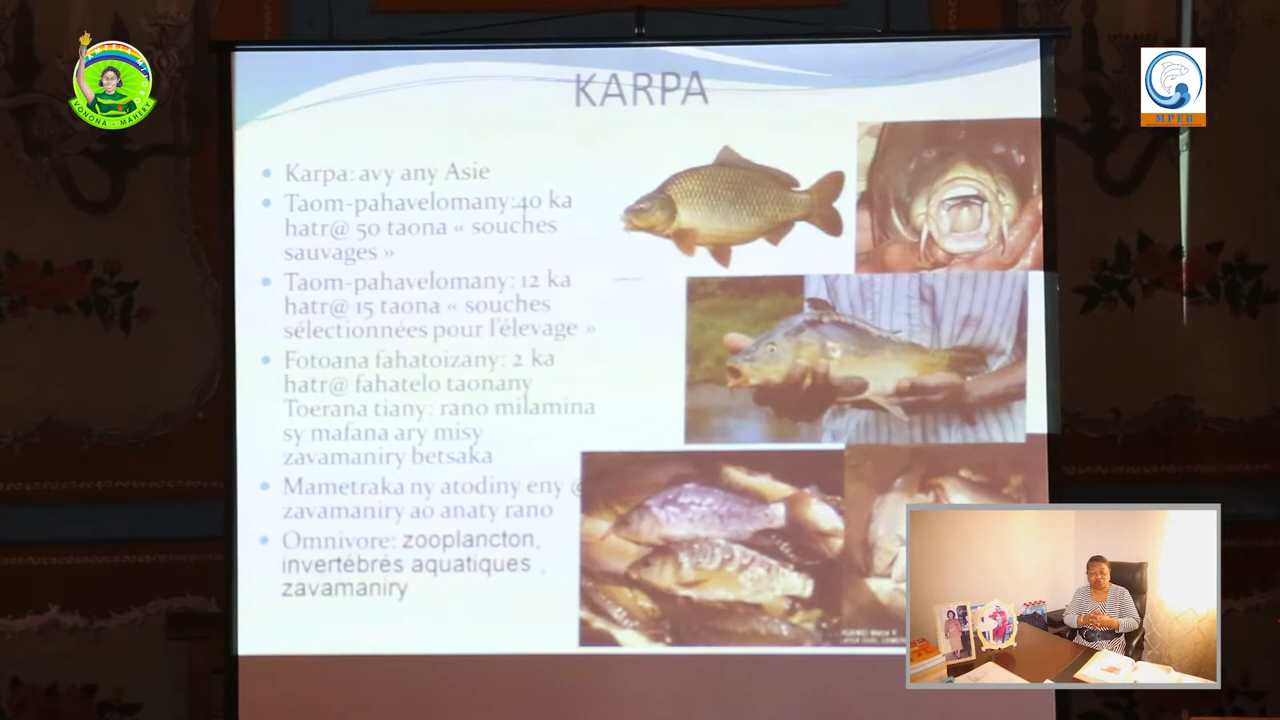 KARPA
Karpa: avy any Asie
Taom-pahavelomany:40 ka
hatr@ 50 taona « souches
sauvages »
Taom-pahavelomany: 12 ka
hatr@ 15 taona « souches
sélectionnées pour l'élevage »
Fotoana fahatoizany: 2 ka
hatr@ fahatelo taonany
Toerana tiany: rano milamina
sy mafana ary misy
zavamaniry betsaka
Mametraka ny atodiny eny @
zavamaniry ao anaty rano
Omnivore: zooplancton,
invertébrés aquatiques ,
zavamaniry
VONONA - MAHERY
MPEB